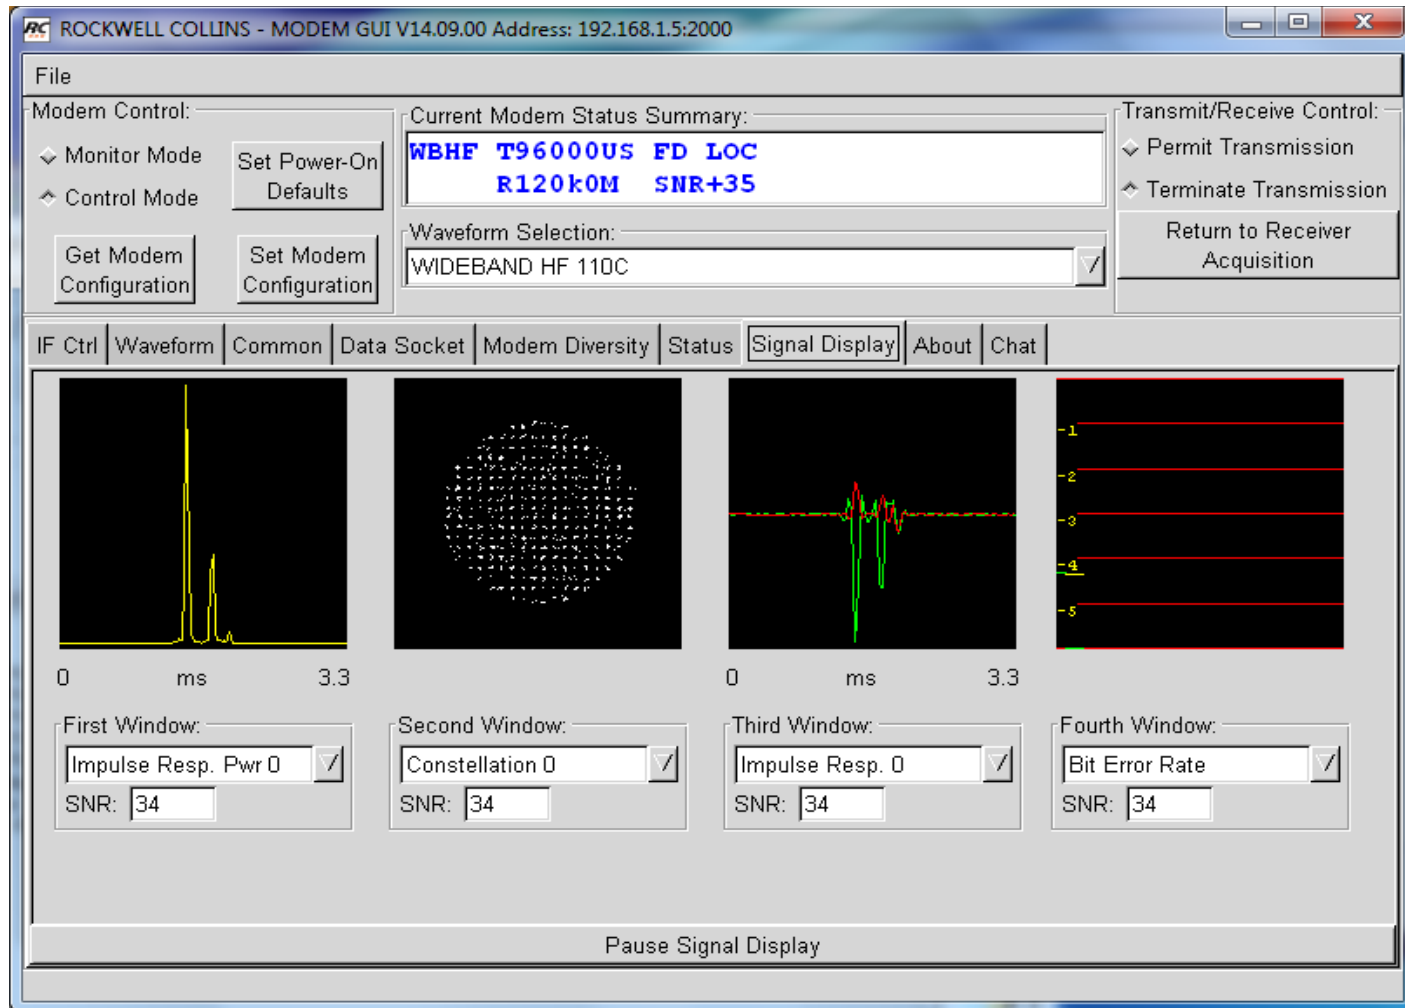 RC ROCKWELL COLLINS - MODEM GUI V14.09.00 Address: 192.168.1.5:2000
File
Modem Control:
Monitor Mode
Control Mode
Set Power-On
Defaults
Get Modem
Configuration
Set Modem
Configuration
Current Modem Status Summary:
WBHF T96000US FD LOC
R120k0M SNR+35
Waveform Selection:
WIDEBAND HF 110C
Transmit/Receive Control:
Permit Transmission
Terminate Transmission
Return to Receiver
Acquisition
IF Ctrl Waveform Common Data Socket Modem Diversity Status Signal Display About Chat
0 ms 3.3
0 ms 3.3
-1
-2
-3
-4
-5
First Window:
Impulse Resp. Pwr 0
SNR: 34
Second Window:
Constellation 0
SNR: 34
Third Window:
Impulse Resp. 0
SNR: 34
Fourth Window:
Bit Error Rate
SNR: 34
Pause Signal Display